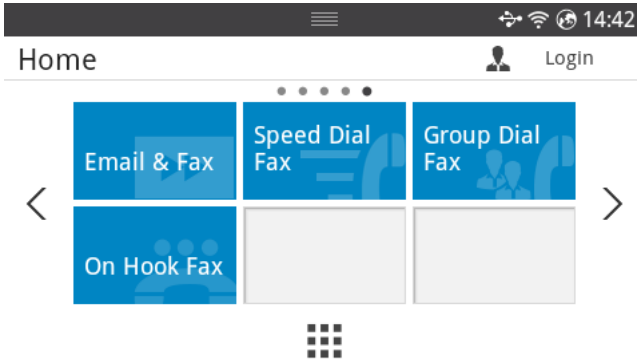 14:42
Home
Login
Email & Fax
Speed Dial
Fax
Group Dial
Fax
On Hook Fax